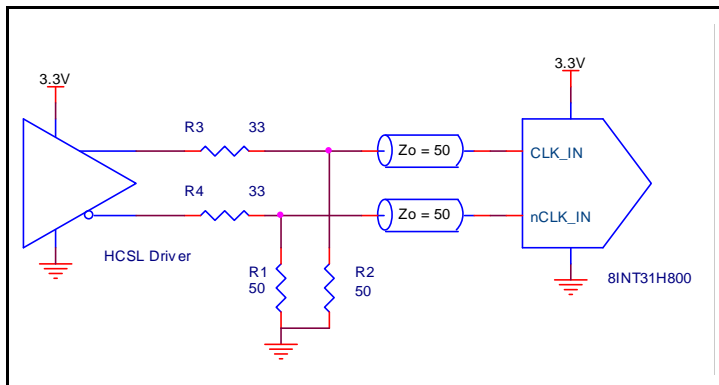 3.3V
3.3V
R3 33
Zo = 50
CLK_IN
R4 33
Zo = 50
nCLK_IN
HCSL Driver
R1
50
R2
50
8INT31H800